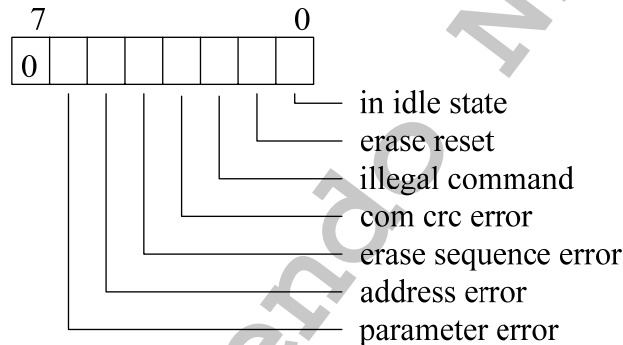 7 0
0
in idle state
erase reset
illegal command
com crc error
erase sequence error
address error
parameter error